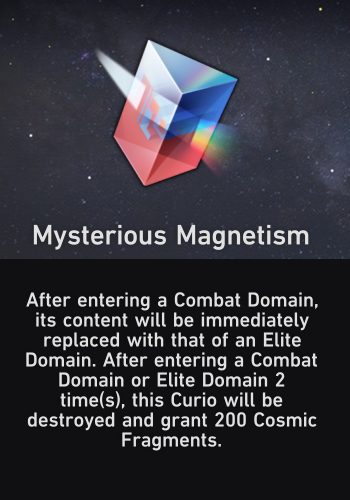 Mysterious Magnetism
After entering a Combat Domain,
its content will be immediately
replaced with that of an Elite
Domain. After entering a Combat
Domain or Elite Domain 2
time(s), this Curio will be
destroyed and grant 200 Cosmic
Fragments.